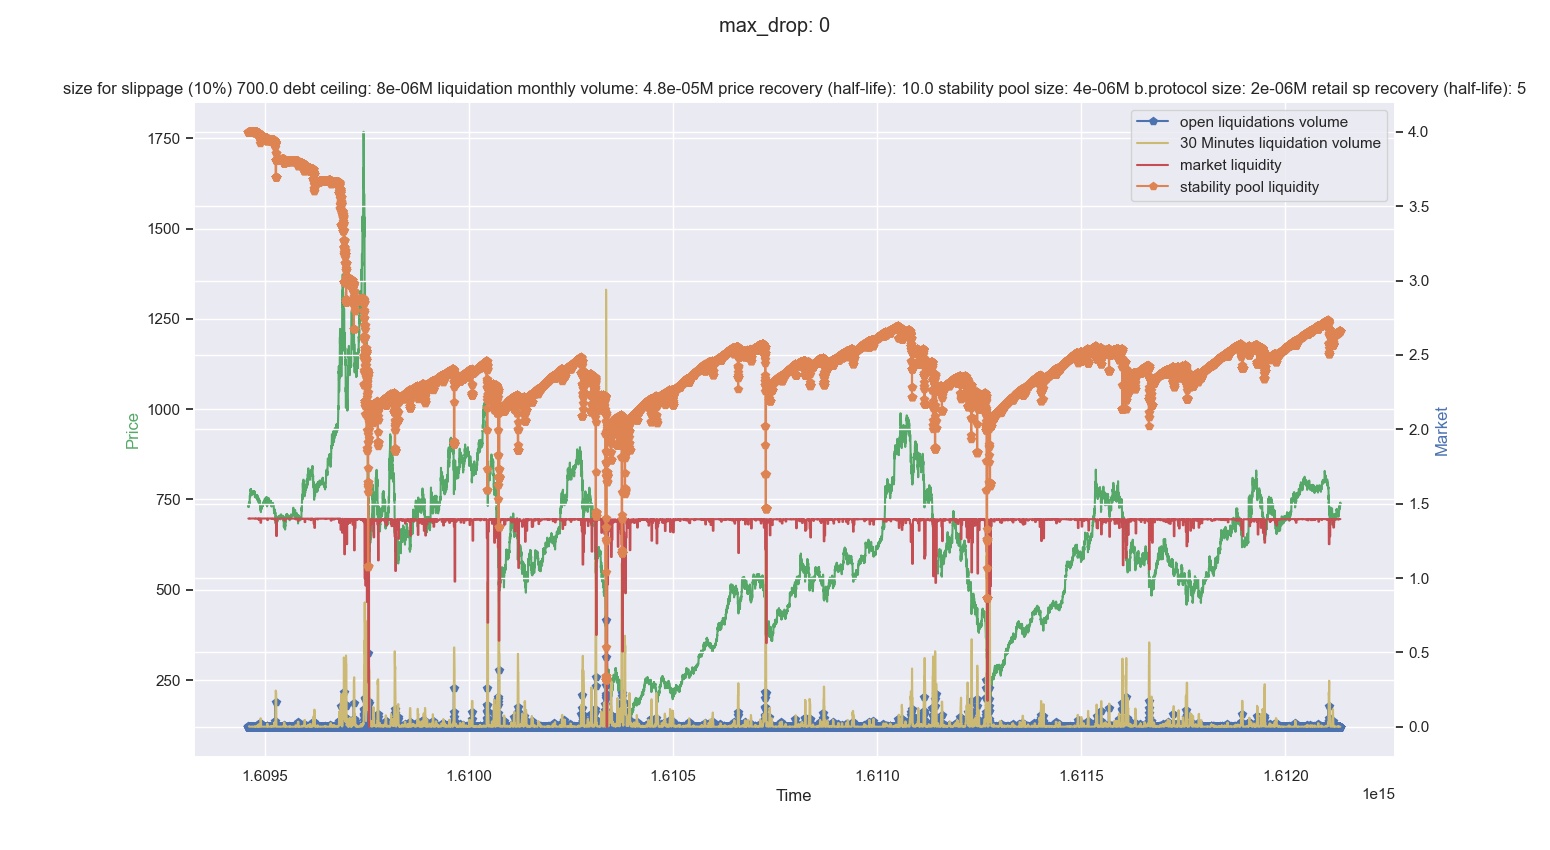 max_drop: 0
size for slippage (10%) 700.0 debt ceiling: 8e-06M liquidation monthly volume: 4.8e-05M price recovery (half-life): 10.0 stability pool size: 4e-06M b.protocol size: 2e-06M retail sp recovery (half-life): 5
open liquidations volume
30 Minutes liquidation volume
market liquidity
stability pool liquidity
1750
1500
1250
1000
750
500
250
Price
4.0
3.5
3.0
2.5
2.0
1.5
1.0
0.5
0.0
Market
1.6095
1.6100
1.6105
1.6110
1.6115
1.6120
Time
1e15